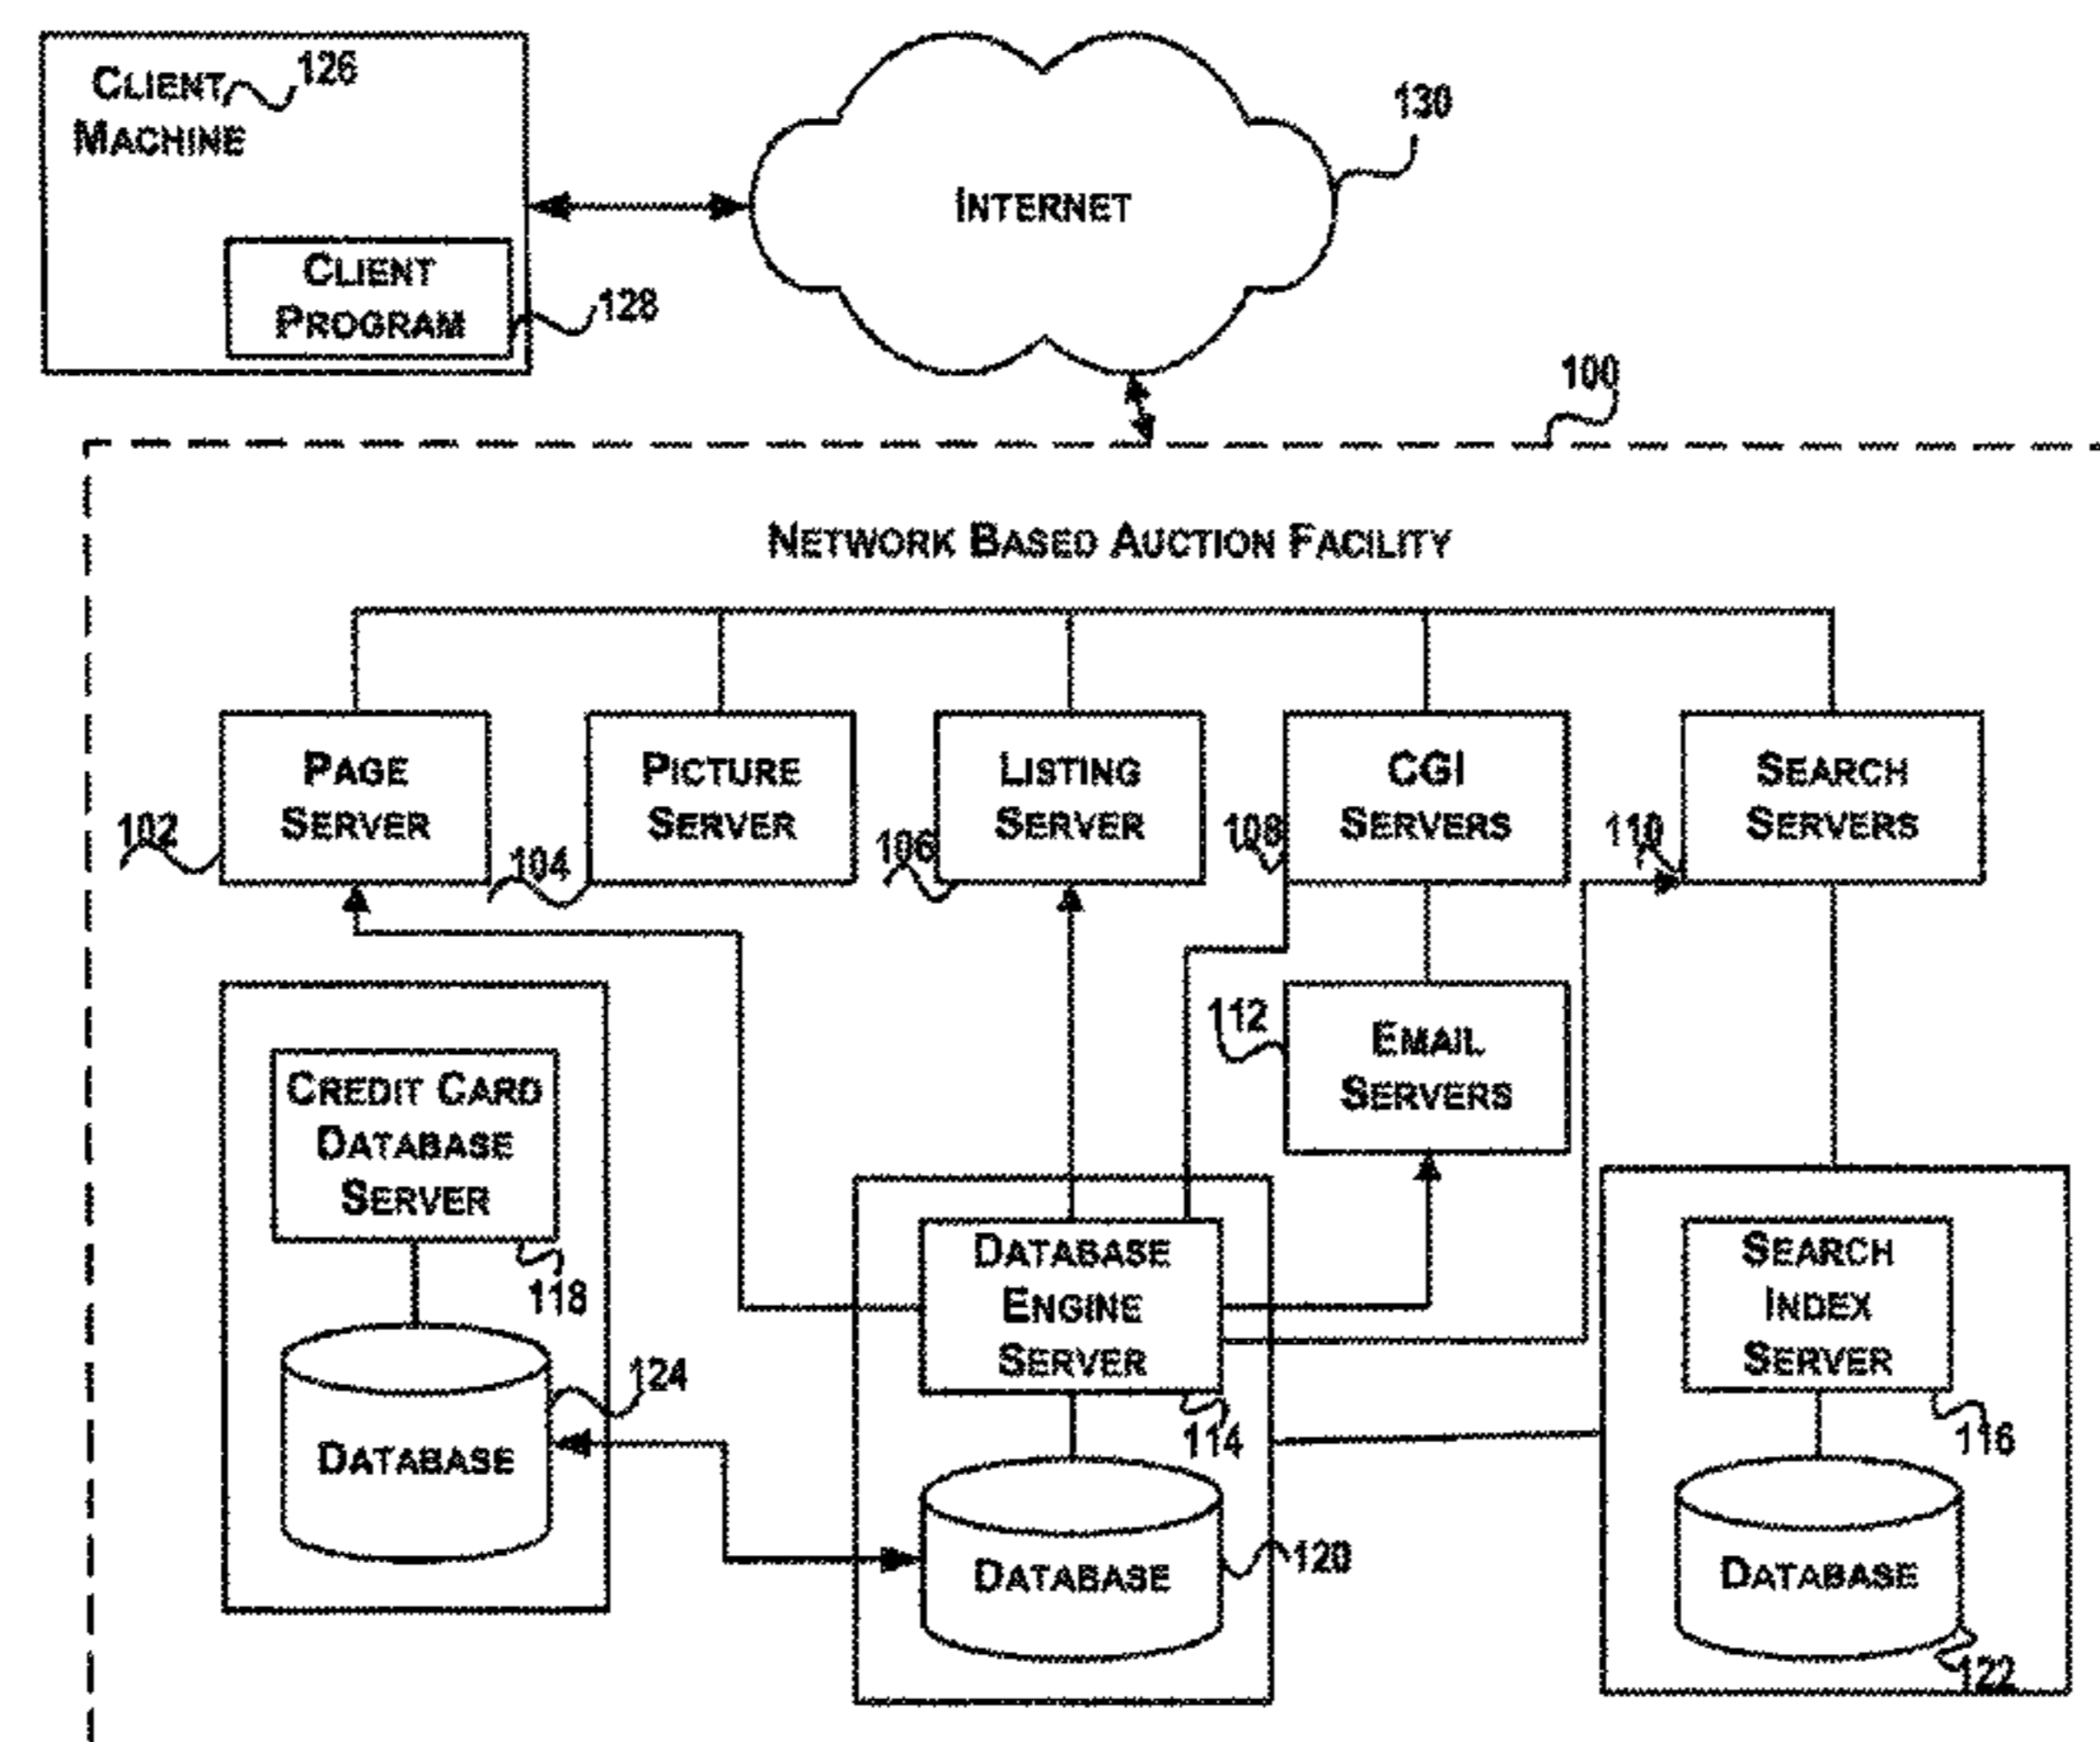 CLIENT
MACHINE
126
CLIENT
PROGRAM
128
INTERNET
130
100
NETWORK BASED AUCTION FACILITY
PAGE
SERVER
102
PICTURE
SERVER
104
LISTING
SERVER
106
CGI
SERVERS
108
SEARCH
SERVERS
110
EMAIL
SERVERS
112
CREDIT CARD
DATABASE
SERVER
118
DATABASE
124
DATABASE
ENGINE
SERVER
114
DATABASE
120
SEARCH
INDEX
SERVER
116
DATABASE
122